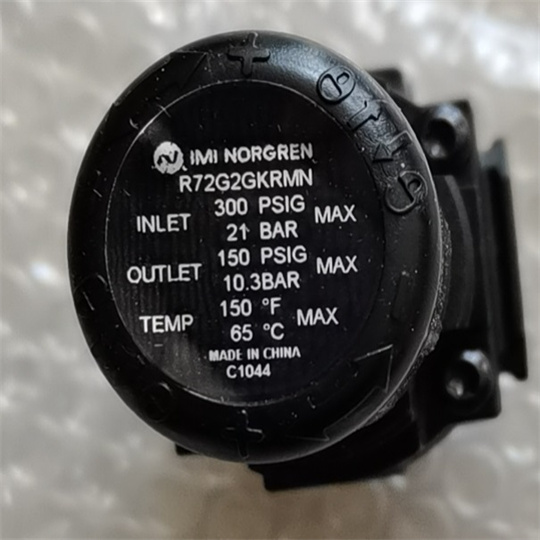 IMI NORGREN
R72G2GKRMN
INLET 300 PSIG MAX
21 BAR
OUTLET 150 PSIG MAX
10.3BAR
TEMP 150 °F MAX
65 °C
MADE IN CHINA
C1044